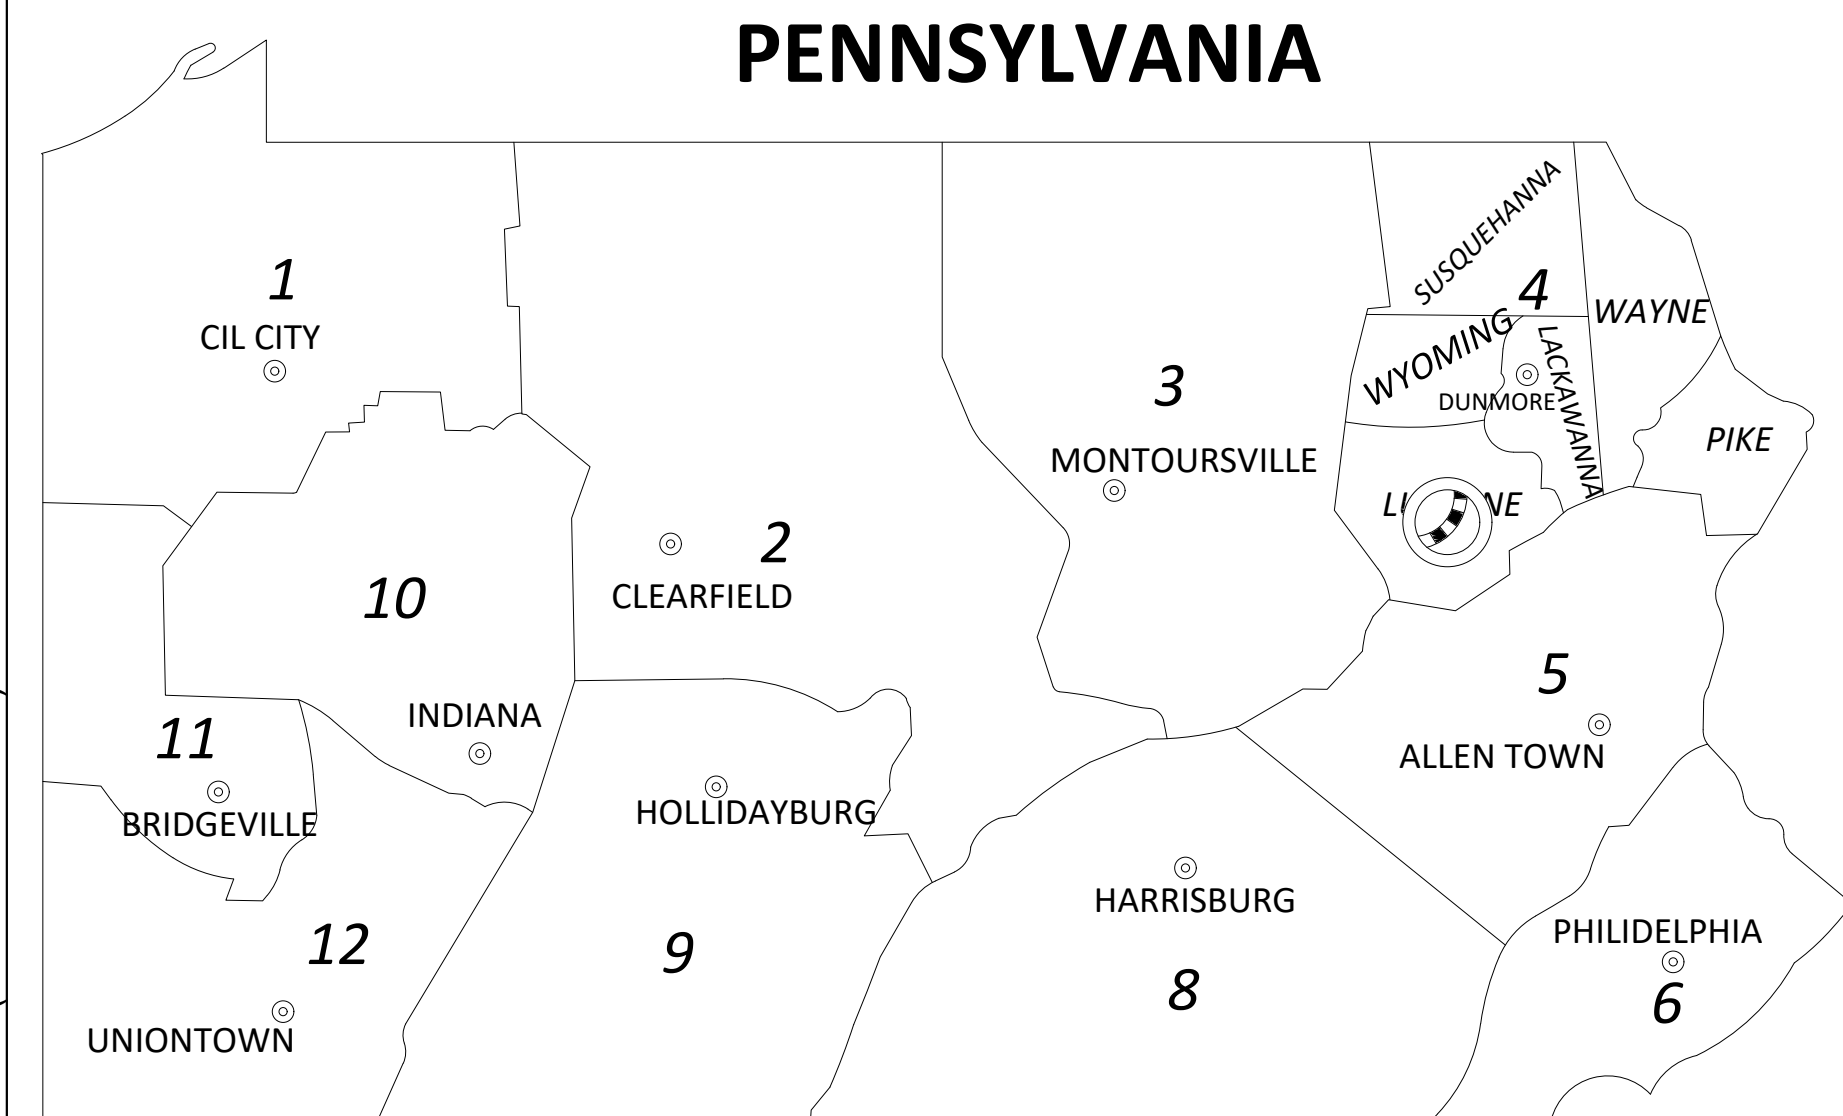 PENNSYLVANIA
SUSQUEHANNA
1
4
WAYNE
CIL CITY
WYOMING
LACKAWANNA
3
DUNMORE
PIKE
MONTOURSVILLE
2
10
CLEARFIELD
5
INDIANA
11
ALLEN TOWN
HOLLIDAYBURG
BRIDGEVILLE
HARRISBURG
12
9
PHILIDELPHIA
8
6
UNIONTOWN